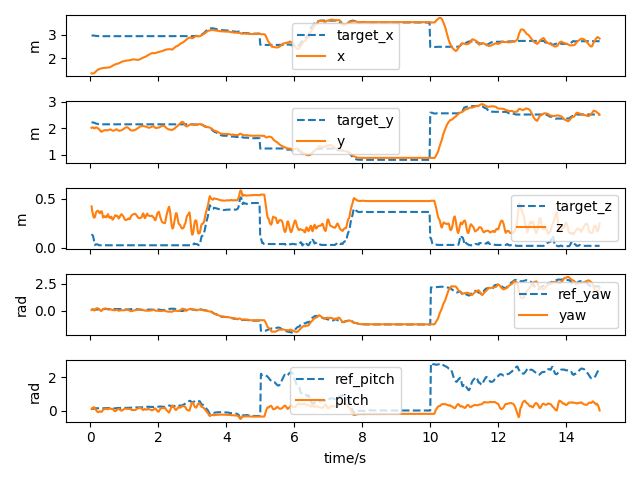 3
2
m
target_x
x
3
2
1
m
target_y
y
0.5
0.0
m
target_z
z
2.5
0.0
rad
ref_yaw
yaw
2
0
rad
ref_pitch
pitch
0 2 4 6 8 10 12 14
time/s